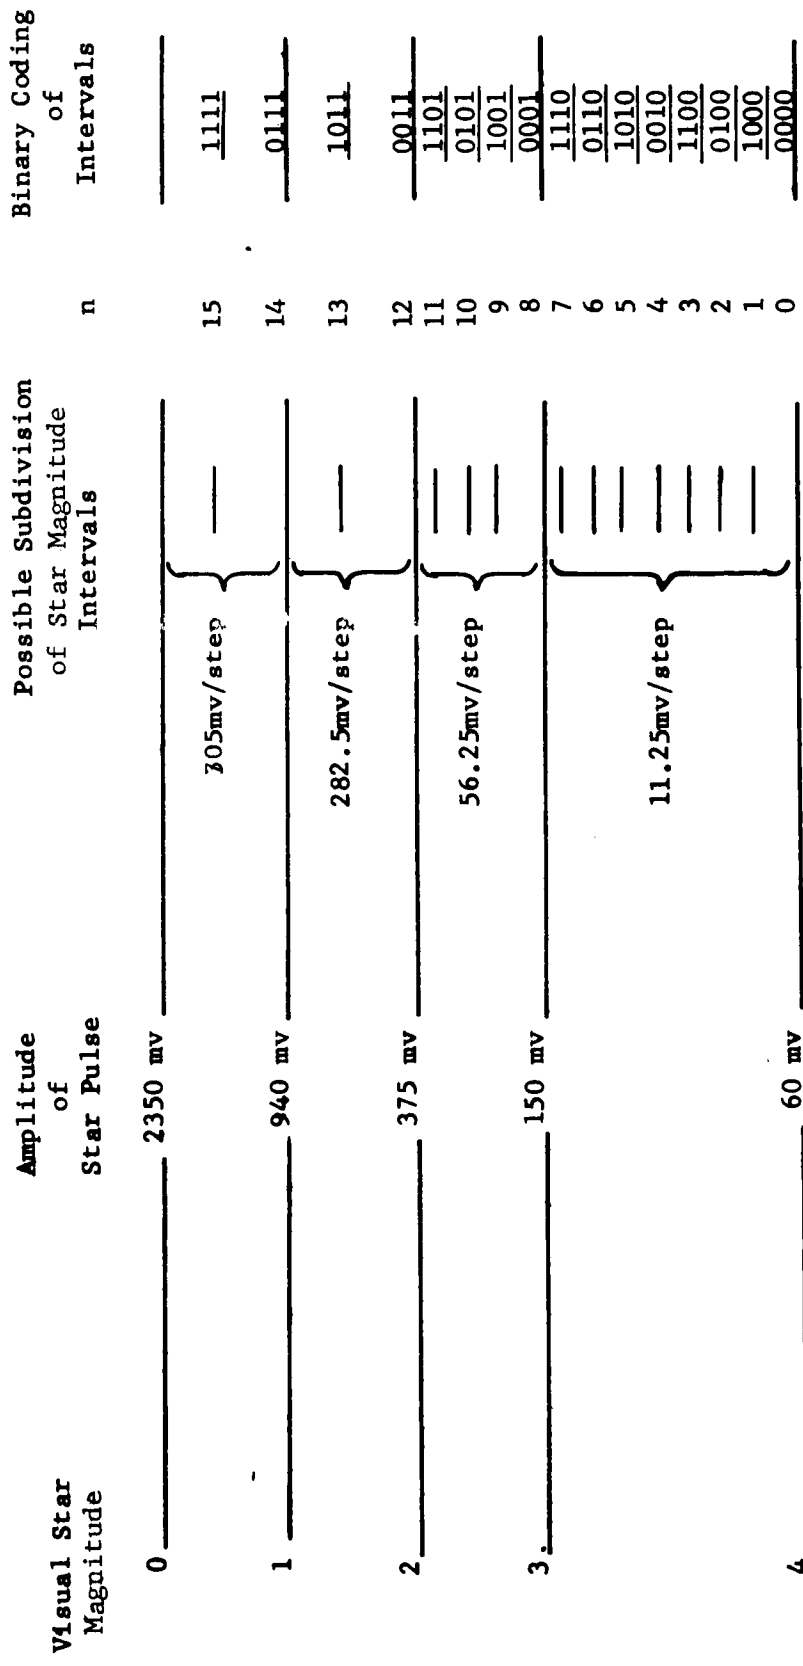 Visual Star
Magnitude
Amplitude
of
Star Pulse
Possible Subdivision
of Star Magnitude
Intervals
n
Binary Coding
of
Intervals
0
2350 mv
305mv/step
15
1111
14
0111
1
940 mv
282.5mv/step
13
1011
12
0011
2
375 mv
56.25mv/step
11
1101
10
0101
9
1001
8
0001
3.
150 mv
11.25mv/step
7
1110
6
0110
5
1010
4
0010
3
1100
2
0100
1
1000
0
0000
4
60 mv